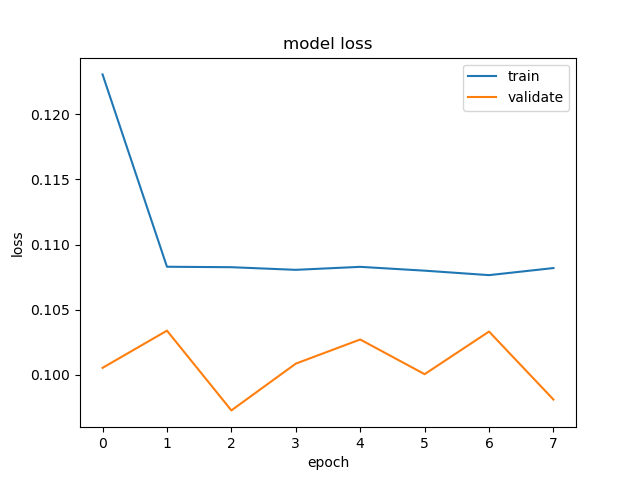 model loss
train
validate
0.120
0.115
0.110
0.105
0.100
loss
0 1 2 3 4 5 6 7
epoch